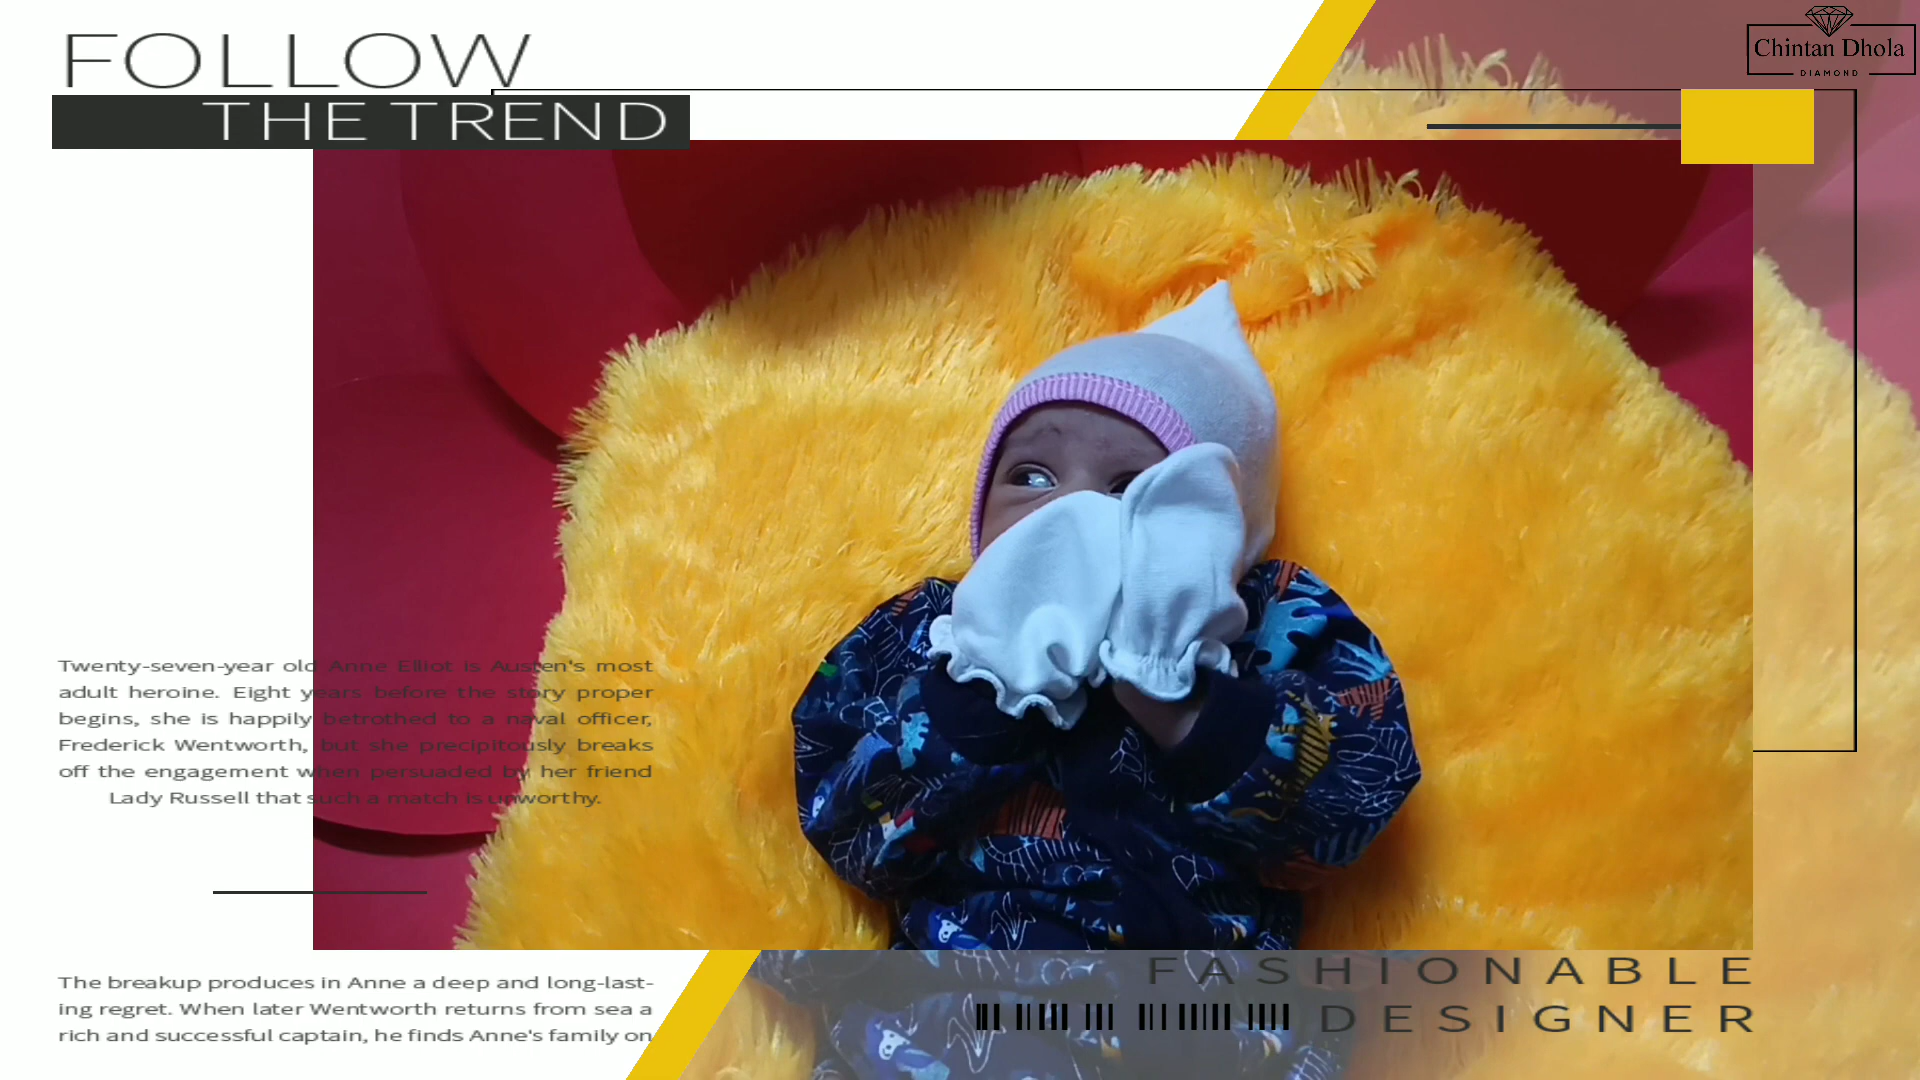 FOLLOW
THE TREND
Chintan Dhola
DIAMOND
Twenty-seven-year old Anne Elliot is Austen's most
adult heroine. Eight years before the story proper
begins, she is happily betrothed to a naval officer,
Frederick Wentworth, but she precipitously breaks
off the engagement when persuaded by her friend
Lady Russell that such a match is unworthy.
The breakup produces in Anne a deep and long-last-
ing regret. When later Wentworth returns from sea a
rich and successful captain, he finds Anne's family on
FASHIONABLE
DESIGNER